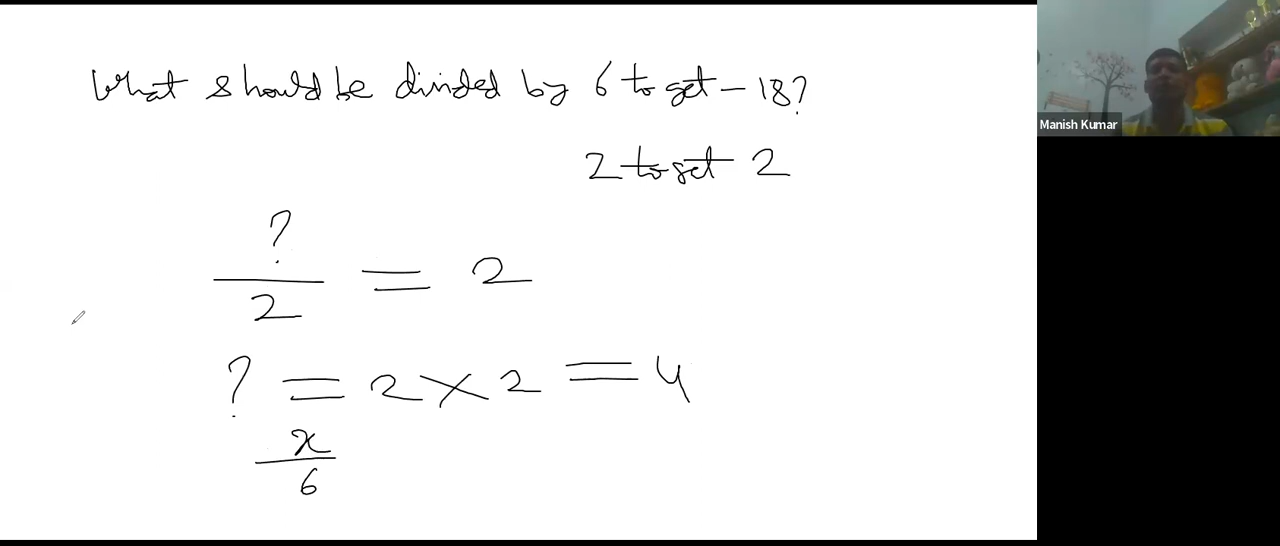 What should be divided by 6 to get - 18?
Manish Kumar
2 to get 2
?
2
= 2
? = 2 × 2 = 4
x
6